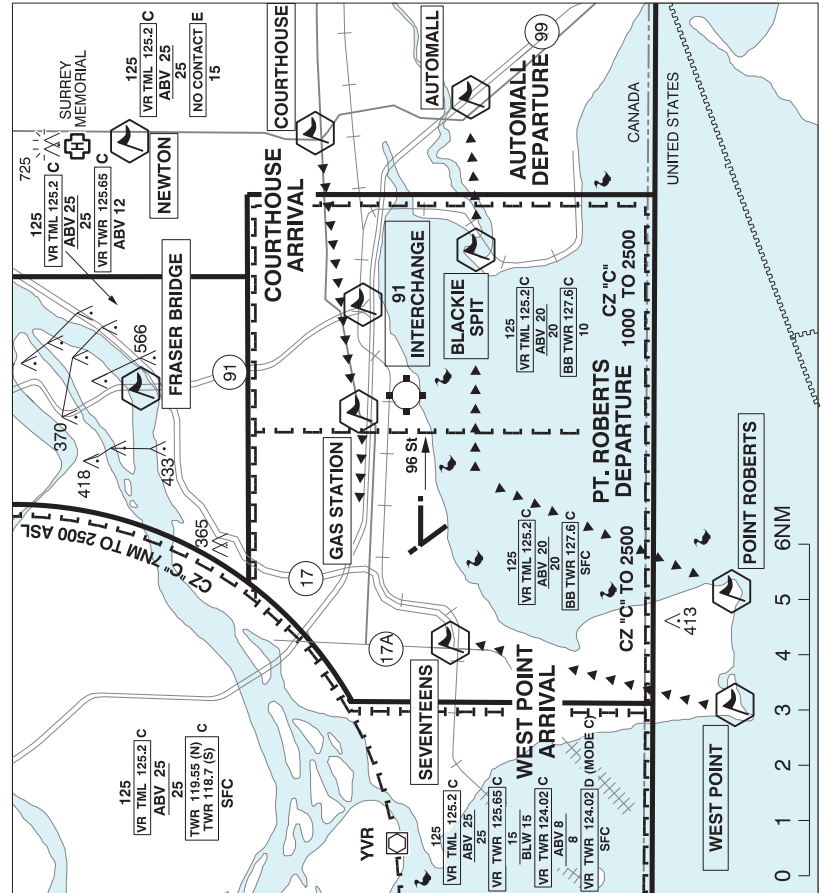 125
VR TML 125.2 C
ABV 25
25
NO CONTACT E
15
SURREY
MEMORIAL
H
725
125
VR TML 125.2 C
ABV 25
25
VR TWR 125.65 C
ABV 12
NEWTON
COURTHOUSE
AUTOMALL
99
AUTOMALL
DEPARTURE
CANADA
UNITED STATES
COURTHOUSE
ARRIVAL
91
INTERCHANGE
BLACKIE
SPIT
125
VR TML 125.2 C
ABV 20
20
BB TWR 127.6 C
10
CZ "C"
1000 TO 2500
FRASER BRIDGE
566
91
370
418
433
365
CZ "C" 7NM TO 2500 ASL
GAS STATION
96 St
PT. ROBERTS
DEPARTURE
125
VR TML 125.2 C
ABV 20
20
BB TWR 127.6 C
SFC
CZ "C" TO 2500
17
17A
SEVENTEENS
WEST POINT
ARRIVAL
POINT ROBERTS
413
WEST POINT
125
VR TML 125.2 C
ABV 25
25
TWR 119.55 (N) C
TWR 118.7 (S)
SFC
YVR
125
VR TML 125.2 C
ABV 25
25
VR TWR 125.65 C
15
BLW 15
VR TWR 124.02 C
ABV 8
8
VR TWR 124.02 D (MODE C)
SFC
0 1 2 3 4 5 6NM